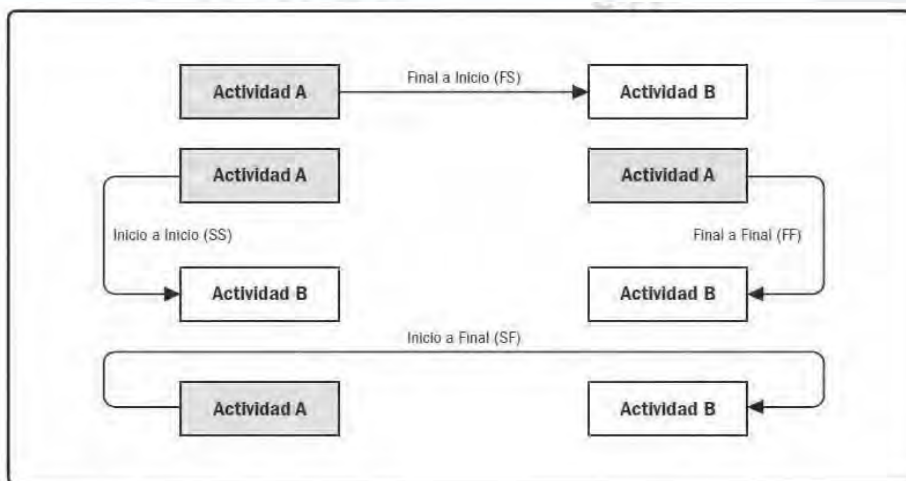 Actividad A
Final a Inicio (FS)
Actividad B
Actividad A
Actividad A
Inicio a Inicio (SS)
Final a Final (FF)
Actividad B
Actividad B
Inicio a Final (SF)
Actividad A
Actividad B